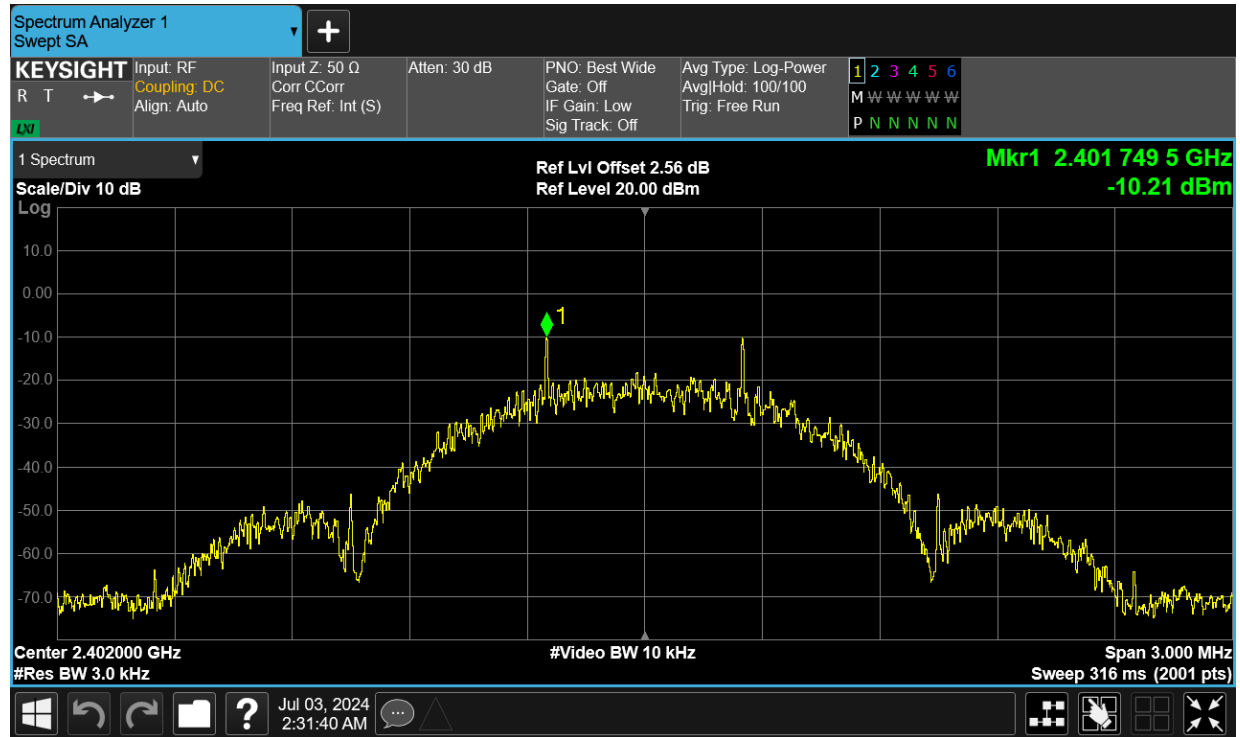 Spectrum Analyzer 1
Swept SA
KEYSIGHT
R T
LXI
Input: RF
Coupling: DC
Align: Auto
Input Z: 50 Ω
Corr CCorr
Freq Ref: Int (S)
Atten: 30 dB
PNO: Best Wide
Gate: Off
IF Gain: Low
Sig Track: Off
Avg Type: Log-Power
Avg|Hold: 100/100
Trig: Free Run
1 2 3 4 5 6
M W W W W W
P N N N N N
1 Spectrum
Scale/Div 10 dB
Log
Ref Lvl Offset 2.56 dB
Ref Level 20.00 dBm
Mkr1 2.401 749 5 GHz
-10.21 dBm
10.0
0.00
-10.0
-20.0
-30.0
-40.0
-50.0
-60.0
-70.0
1
Center 2.402000 GHz
#Res BW 3.0 kHz
#Video BW 10 kHz
Span 3.000 MHz
Sweep 316 ms (2001 pts)
?
Jul 03, 2024
2:31:40 AM